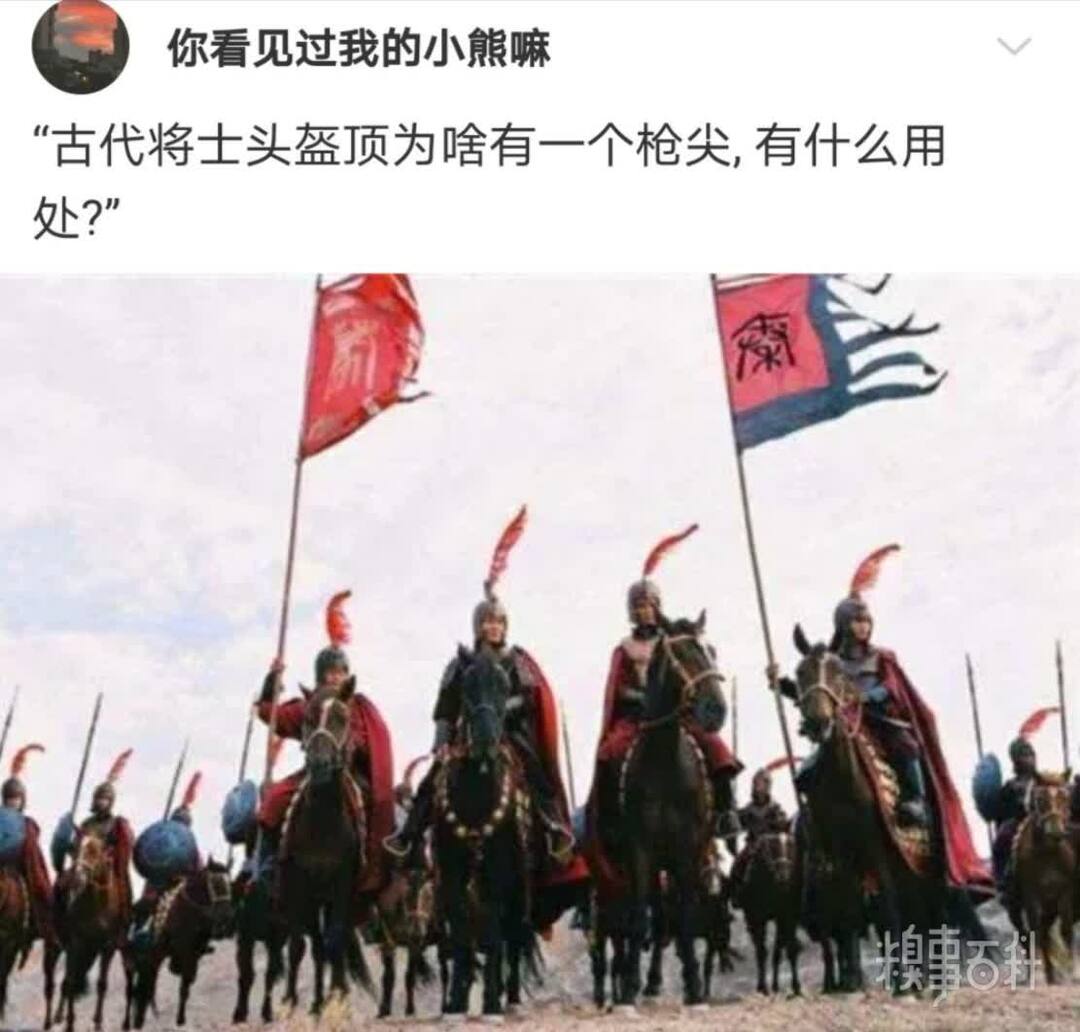 你看见过我的小熊嘛
“古代将士头盔顶为啥有一个枪尖,有什么用
处?”
糗事百科